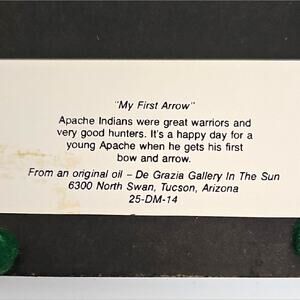 "My First Arrow"
Apache Indians were great warriors and
very good hunters. It's a happy day for a
young Apache when he gets his first
bow and arrow.
From an original oil – De Grazia Gallery In The Sun
6300 North Swan, Tucson, Arizona
25-DM-14